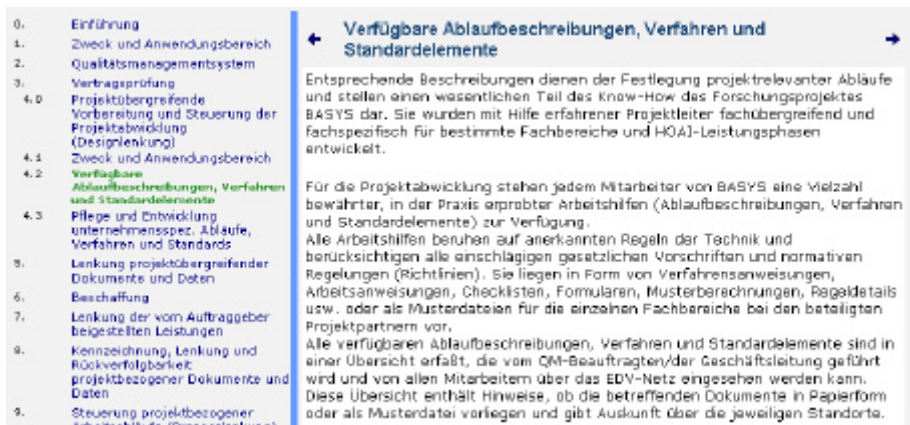 0. Einführung
1. Zweck und Anwendungsbereich
2. Qualitätsmanagementsystem
3. Vertragsprüfung
4.0 Projektübergreifende
Vorbereitung und Steuerung der
Projektabwicklung
(Designlenkung)
4.1 Zweck und Anwendungsbereich
4.2 Verfügbare
Ablaufbeschreibungen, Verfahren
und Standardelemente
4.3 Pflege und Entwicklung
unternehmensspez. Abläufe,
Verfahren und Standards
5. Lenkung projektübergreifender
Dokumente und Daten
6. Beschaffung
7. Lenkung der vom Auftraggeber
beigestellten Leistungen
8. Kennzeichnung, Lenkung und
Rückverfolgbarkeit
projektbezogener Dokumente und
Daten
9. Steuerung projektbezogener
Verfügbare Ablaufbeschreibungen, Verfahren und
Standardelemente
Entsprechende Beschreibungen dienen der Festlegung projektrelevanter Abläufe
und stellen einen wesentlichen Teil des Know-How des Forschungsprojektes
BASYS dar. Sie wurden mit Hilfe erfahrener Projektleiter fachübergreifend und
fachspezifisch für bestimmte Fachbereiche und HOAI-Leistungsphasen
entwickelt.
Für die Projektabwicklung stehen jedem Mitarbeiter von BASYS eine Vielzahl
bewährter, in der Praxis erprobter Arbeitshilfen (Ablaufbeschreibungen, Verfahren
und Standardelemente) zur Verfügung.
Alle Arbeitshilfen beruhen auf anerkannten Regeln der Technik und
berücksichtigen alle einschlägigen gesetzlichen Vorschriften und normativen
Regelungen (Richtlinien). Sie liegen in Form von Verfahrensanweisungen,
Arbeitsanweisungen, Checklisten, Formularen, Musterberechnungen, Regeldetails
usw. oder als Musterdateien für die einzelnen Fachbereiche bei den beteiligten
Projektpartnern vor.
Alle verfügbaren Ablaufbeschreibungen, Verfahren und Standardelemente sind in
einer Übersicht erfaßt, die vom QM-Beauftragten/der Geschäftsleitung geführt
wird und von allen Mitarbeitern über das EDV-Netz eingesehen werden kann.
Diese Übersicht enthält Hinweise, ob die betreffenden Dokumente in Papierform
oder als Musterdatei vorliegen und gibt Auskunft über die jeweiligen Standorte.